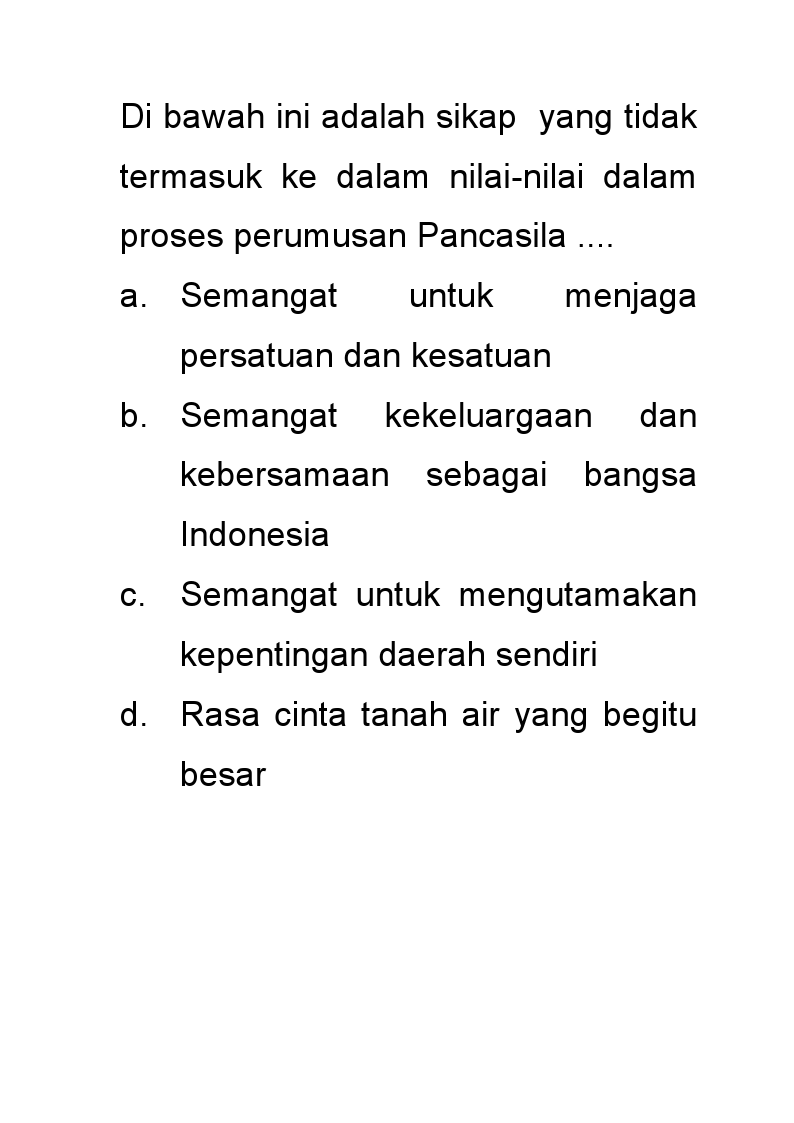 Di bawah ini adalah sikap  yang tidak
termasuk ke dalam nilai-nilai dalam
proses perumusan Pancasila ....
a. Semangat untuk menjaga
persatuan dan kesatuan
b. Semangat kekeluargaan dan
kebersamaan sebagai bangsa
Indonesia
c. Semangat untuk mengutamakan
kepentingan daerah sendiri
d. Rasa cinta tanah air yang begitu
besar